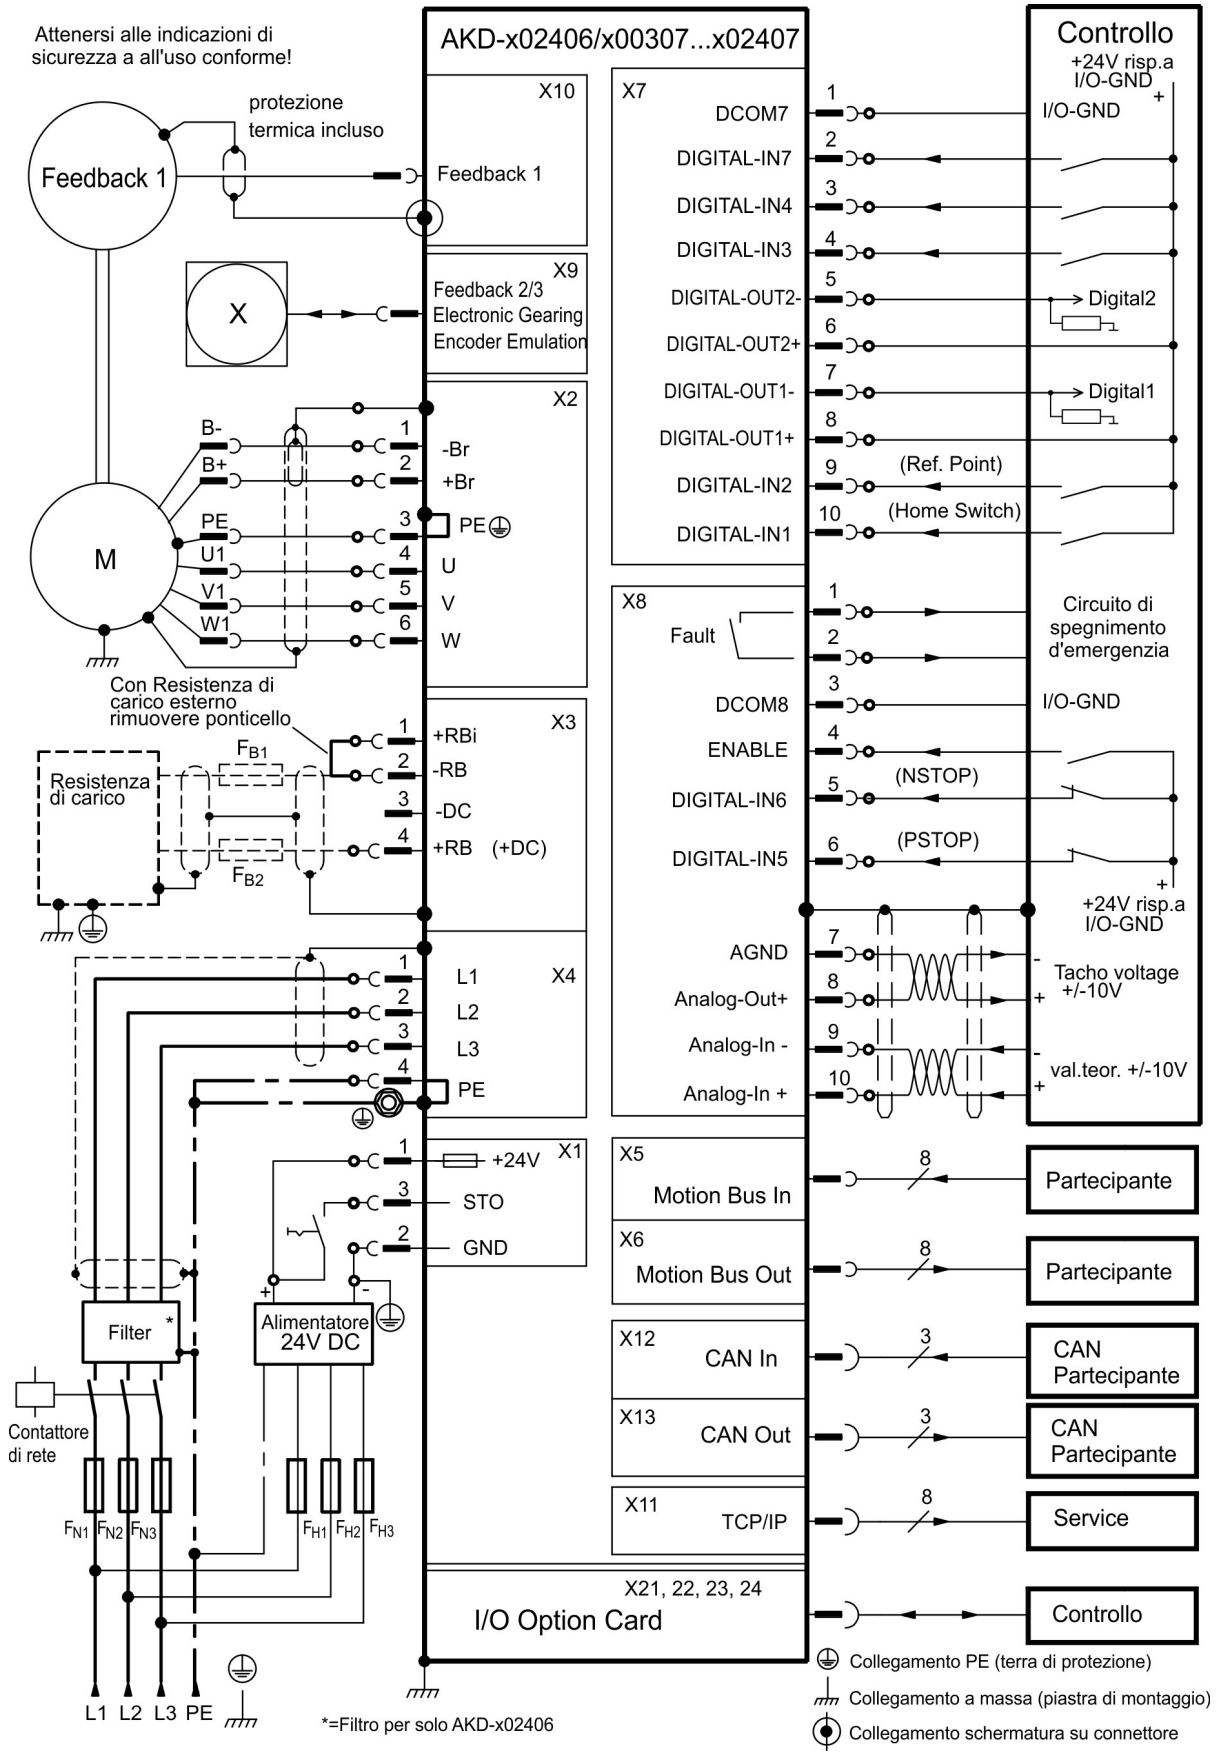 Attenersi alle indicazioni di
sicurezza a all'uso conforme!
AKD-x02406/x00307...x02407
Controllo
+24V risp.a
I/O-GND
+
I/O-GND
protezione
termica incluso
Feedback 1
X10
Feedback 1
X9
Feedback 2/3
Electronic Gearing
Encoder Emulation
X
X2
B-
1
-Br
B+
2
+Br
PE
3
PE
U1
4
U
V1
5
V
W1
6
W
M
Con Resistenza di
carico esterno
rimuovere ponticello
X3
1
+RBi
2
-RB
3
-DC
4
+RB (+DC)
FB1
FB2
Resistenza
di carico
X4
1
L1
2
L2
3
L3
4
PE
X1
1
+24V
3
STO
2
GND
+
-
Alimentatore
24V DC
Filter
*
Contattore
di rete
FN1
FN2
FN3
FH1
FH2
FH3
L1
L2
L3
PE
*=Filtro per solo AKD-x02406
X7
DCOM7
1
DIGITAL-IN7
2
DIGITAL-IN4
3
DIGITAL-IN3
4
DIGITAL-OUT2-
5
Digital2
DIGITAL-OUT2+
6
DIGITAL-OUT1-
7
Digital1
DIGITAL-OUT1+
8
DIGITAL-IN2
9
(Ref. Point)
DIGITAL-IN1
10
(Home Switch)
X8
Fault
1
2
Circuito di
spegnimento
d'emergenzia
DCOM8
3
I/O-GND
ENABLE
4
DIGITAL-IN6
5
(NSTOP)
DIGITAL-IN5
6
(PSTOP)
+
+24V risp.a
I/O-GND
AGND
7
-
Tacho voltage
+/-10V
Analog-Out+
8
+
Analog-In -
9
-
val.teor. +/-10V
Analog-In +
10
+
X5
Motion Bus In
8
Partecipante
X6
Motion Bus Out
8
Partecipante
X12
CAN In
3
CAN
Partecipante
X13
CAN Out
3
CAN
Partecipante
X11
TCP/IP
8
Service
X21, 22, 23, 24
I/O Option Card
Controllo
Collegamento PE (terra di protezione)
Collegamento a massa (piastra di montaggio)
Collegamento schermatura su connettore